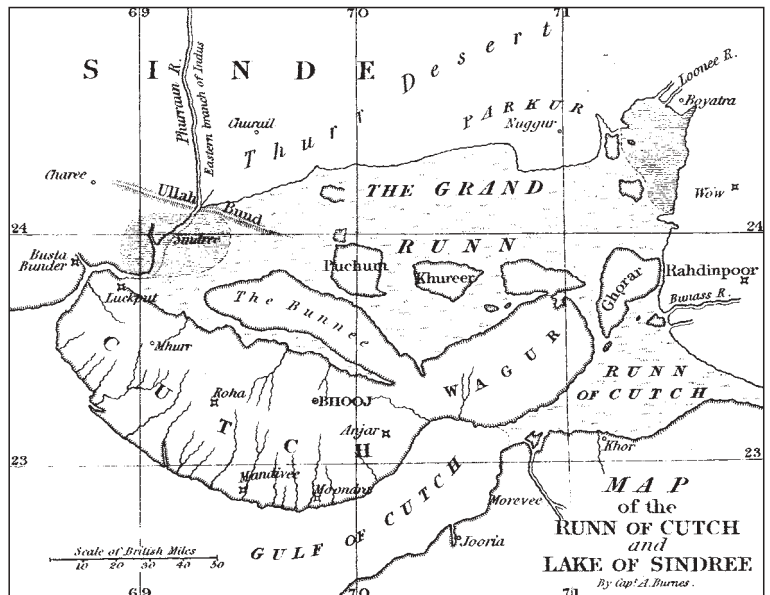 69
70
71
SINDE
Phurraun R.
Eastern branch of Indus
Thurr Desert
Loonee R.
Boyatra
Churail
PARKUR
Nuggur
Charee
Ullah Bund
THE GRAND
RUNN
Wow
24
24
Sindree
Busta
Bunder
Luckput
Puchum
Khureer
Ghorar
Rahdinpoor
Bunass R.
The Bunnee
Mhurr
CUTCH
WAGUR
RUNN
OF CUTCH
Roha
BHOOJ
Anjar
Khor
23
23
Mandivee
Moondra
GULF OF CUTCH
Morevee
Jooria
MAP
of the
RUNN OF CUTCH
and
LAKE OF SINDREE
By Capt. A. Burnes.
Scale of British Miles
10 20 30 40 50
69
70
71